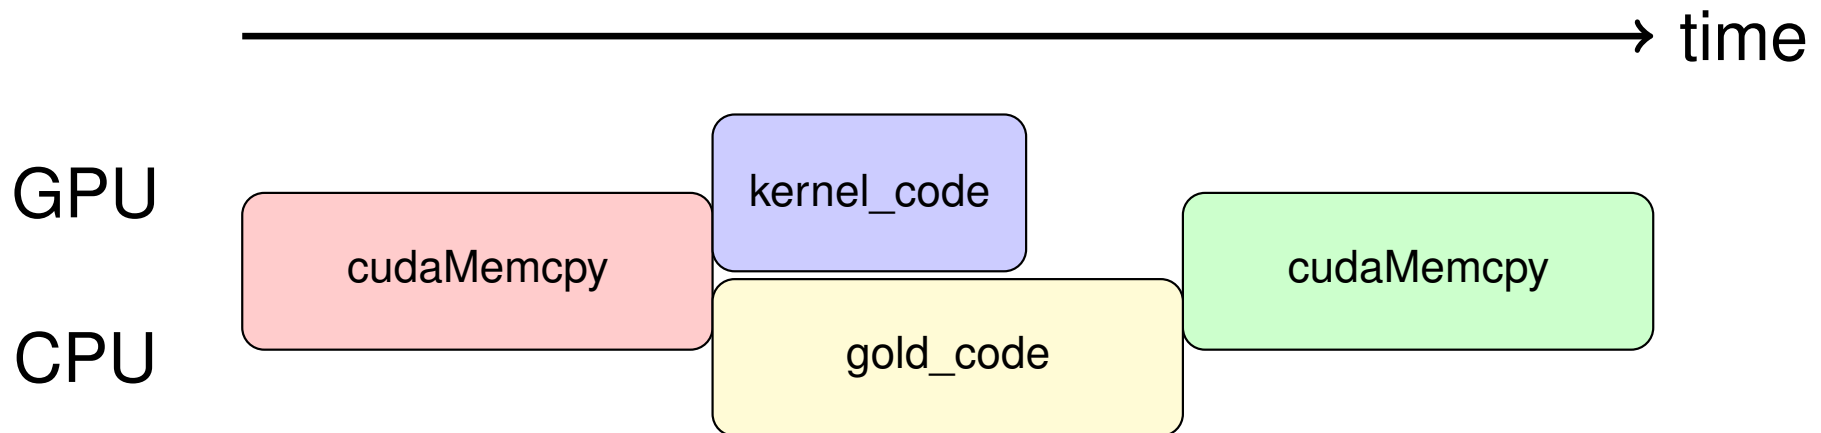 time
GPU
kernel_code
cudaMemcpy
cudaMemcpy
CPU
gold_code